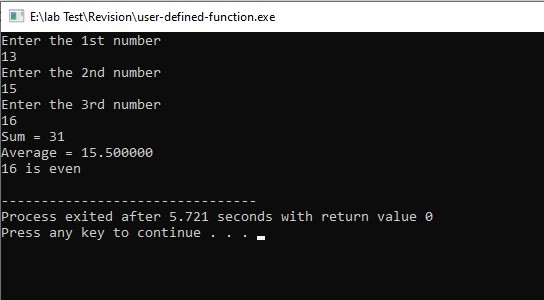 E:\lab Test\Revision\user-defined-function.exe
Enter the 1st number
13
Enter the 2nd number
15
Enter the 3rd number
16
Sum = 31
Average = 15.500000
16 is even
--------------------------------
Process exited after 5.721 seconds with return value 0
Press any key to continue . . .